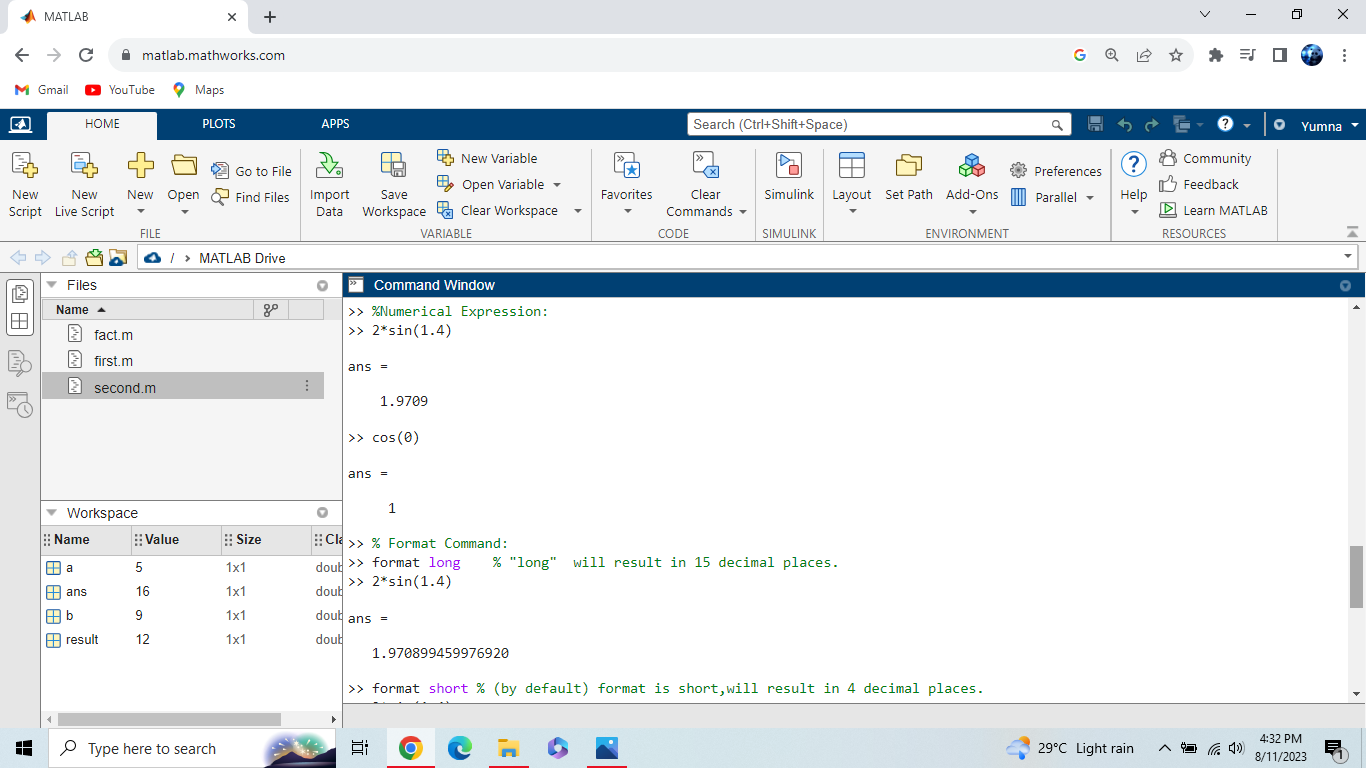 MATLAB
matlab.mathworks.com
Gmail YouTube Maps
HOME PLOTS APPS Search (Ctrl+Shift+Space) Yumna
New Script
New Live Script
New
Open
Go to File
Find Files
FILE
Import Data
Save Workspace
New Variable
Open Variable
Clear Workspace
VARIABLE
Favorites
Clear Commands
CODE
Simulink
SIMULINK
Layout
Set Path
Add-Ons
Preferences
Parallel
ENVIRONMENT
Help
Community
Feedback
Learn MATLAB
RESOURCES
/ › MATLAB Drive
Files
Name
fact.m
first.m
second.m
Workspace
Name Value Size Cla
a 5 1x1 doub
ans 16 1x1 doub
b 9 1x1 doub
result 12 1x1 doub
Command Window
>> %Numerical Expression:
>> 2*sin(1.4)
ans =
1.9709
>> cos(0)
ans =
1
>> % Format Command:
>> format long % "long" will result in 15 decimal places.
>> 2*sin(1.4)
ans =
1.970899459976920
>> format short % (by default) format is short,will result in 4 decimal places.
Type here to search
29°C Light rain
4:32 PM
8/11/2023
1